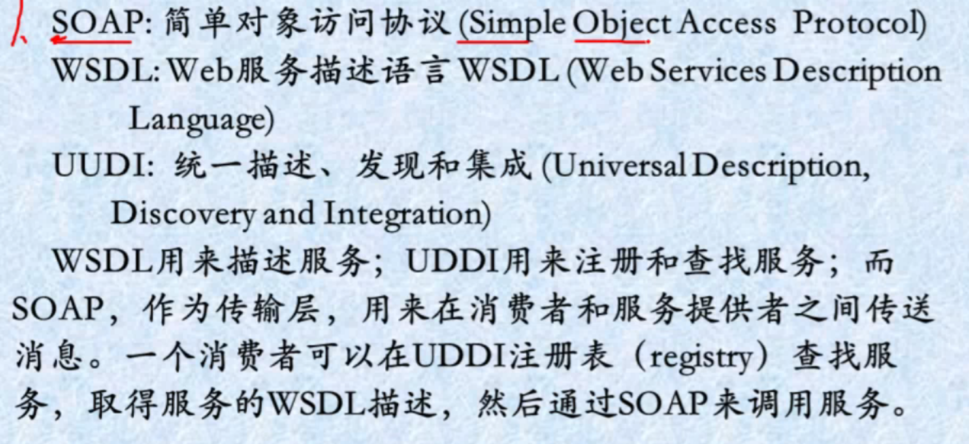 1、SOAP: 简单对象访问协议 (Simple Object Access Protocol)
WSDL: Web服务描述语言 WSDL (Web Services Description
Language)
UUDI: 统一描述、发现和集成 (Universal Description,
Discovery and Integration)
WSDL用来描述服务；UDDI用来注册和查找服务；而
SOAP，作为传输层，用来在消费者和服务提供者之间传送
消息。一个消费者可以在UDDI注册表（registry）查找服
务，取得服务的WSDL描述，然后通过SOAP来调用服务。